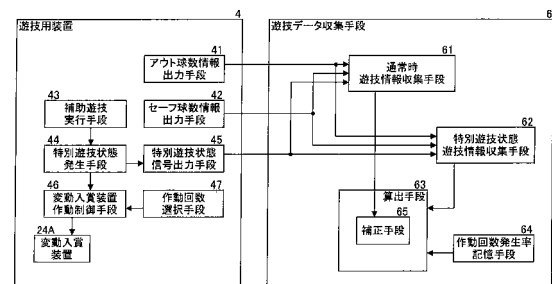 遊技用装置
4
遊技データ収集手段
6
41
アウト球数情報
出力手段
61
通常時
遊技情報収集手段
43
補助遊技
実行手段
42
セーフ球数情報
出力手段
62
特別遊技状態
遊技情報収集手段
44
特別遊技状態
発生手段
45
特別遊技状態
信号出力手段
46
変動入賞装置
作動制御手段
47
作動回数
選択手段
63
算出手段
65
補正手段
64
作動回数発生率
記憶手段
24A
変動入賞
装置